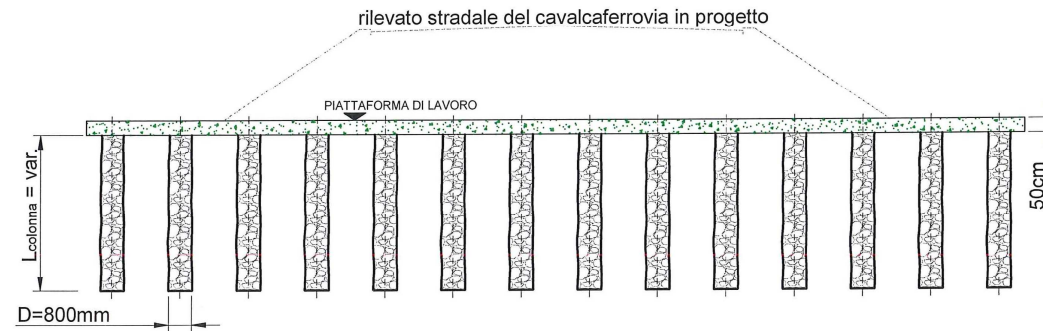 rilevato stradale del cavalcaferrovia in progetto
PIATTAFORMA DI LAVORO
Lcolonna = var.
50cm
D=800mm